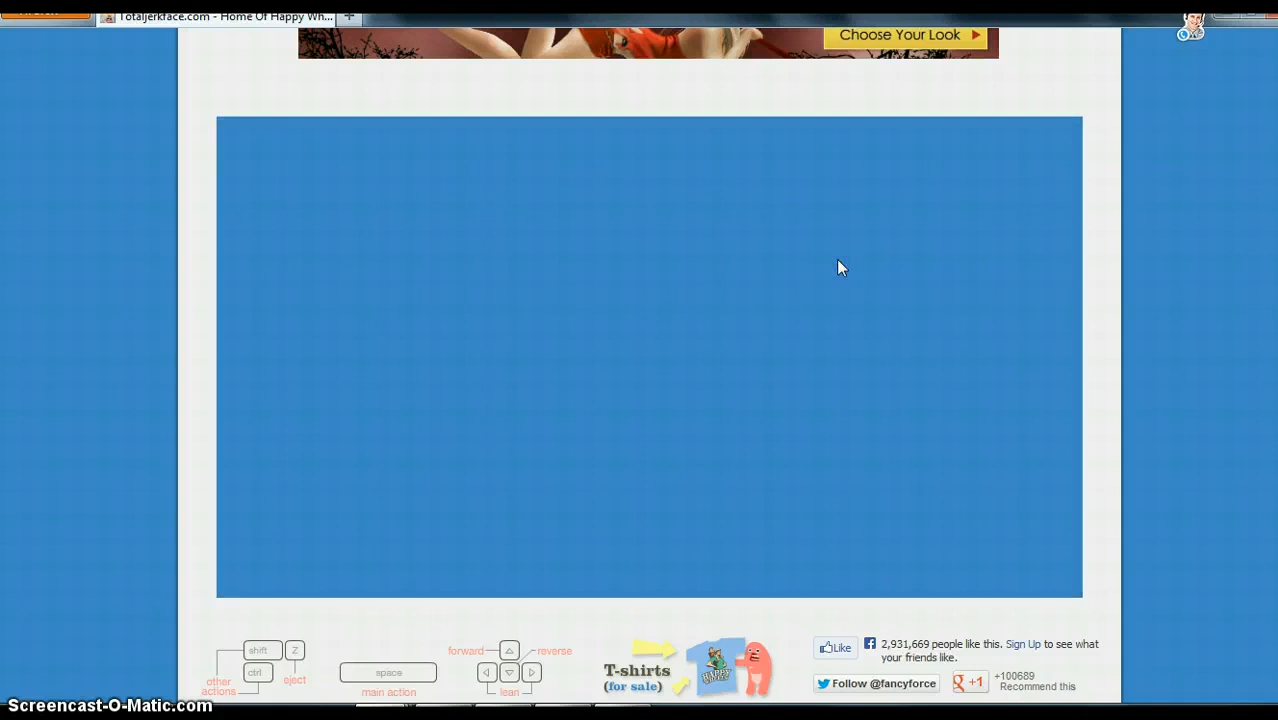 Totaljerkface.com - Home Of Happy Wh...
Choose Your Look
shift
Z
ctrl
other
actions
eject
space
main action
forward
reverse
lean
T-shirts
(for sale)
HAPPY
Like
2,931,669 people like this. Sign Up to see what
your friends like.
Follow @fancyforce
g +1
+100689
Recommend this
Screencast-O-Matic.com